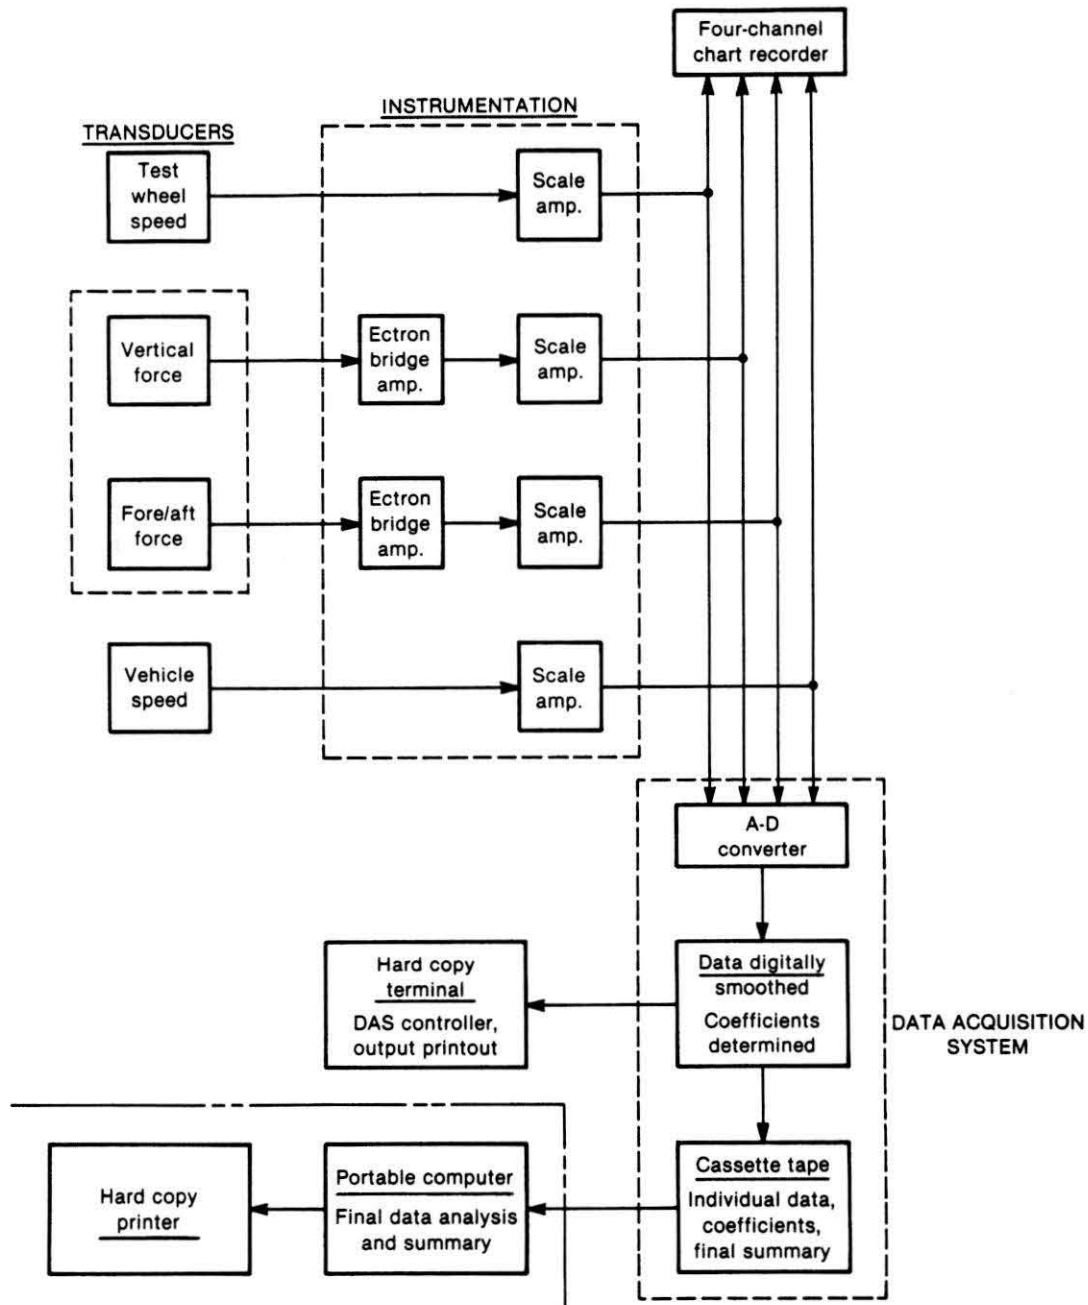 Four-channel
chart recorder
INSTRUMENTATION
TRANSDUCERS
Test
wheel
speed
Scale
amp.
Vertical
force
Ectron
bridge
amp.
Scale
amp.
Fore/aft
force
Ectron
bridge
amp.
Scale
amp.
Vehicle
speed
Scale
amp.
A-D
converter
Hard copy
terminal
DAS controller,
output printout
Data digitally
smoothed
Coefficients
determined
DATA ACQUISITION
SYSTEM
Hard copy
printer
Portable computer
Final data analysis
and summary
Cassette tape
Individual data,
coefficients,
final summary